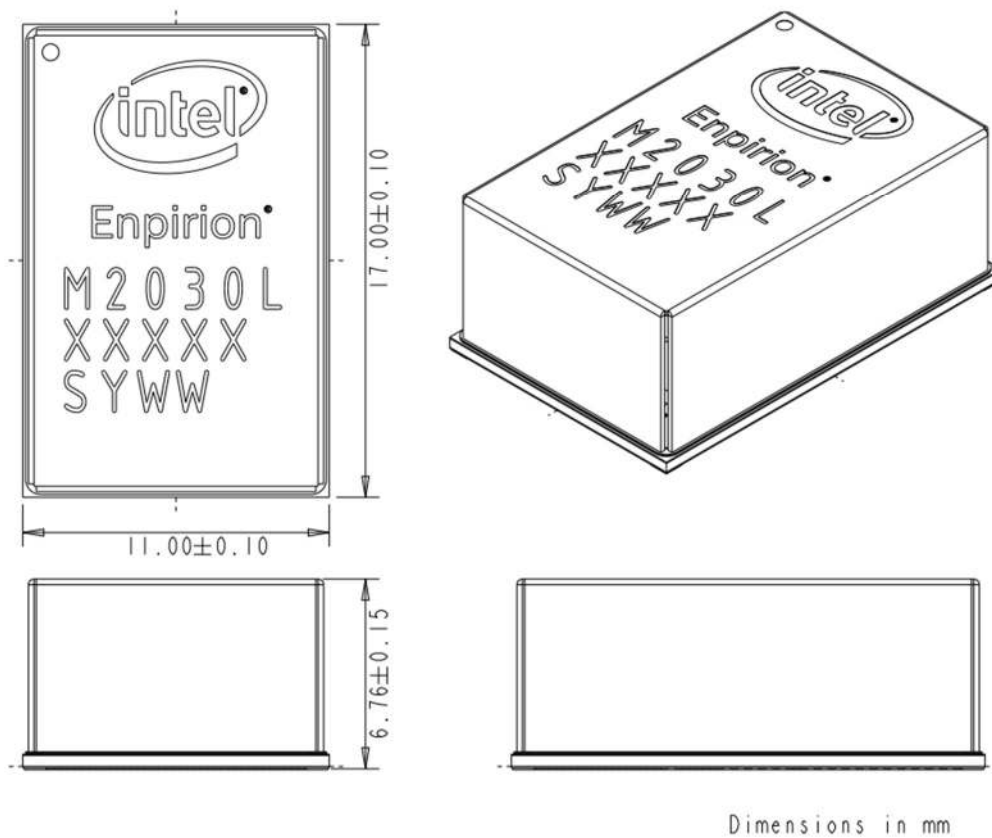 intel
Enpirion
M2030L
XXXXX
SYWW
17.00±0.10
11.00±0.10
intel
Enpirion
M2030L
XXXXX
SYWW
6.76±0.15
Dimensions in mm